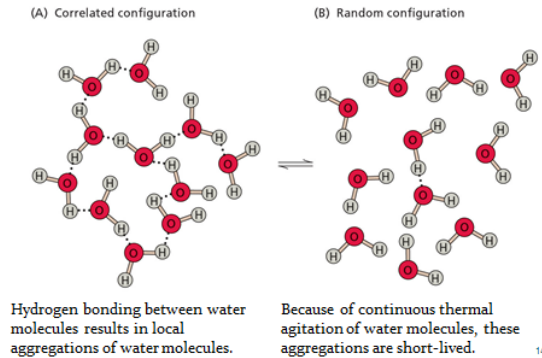 (A) Correlated configuration
(B) Random configuration
Hydrogen bonding between water
molecules results in local
aggregations of water molecules.
Because of continuous thermal
agitation of water molecules, these
aggregations are short-lived.